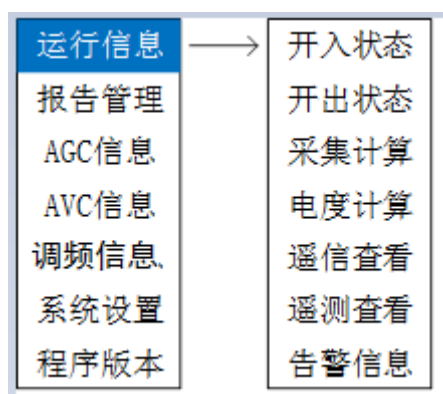 运行信息
报告管理
AGC信息
AVC信息
调频信息、
系统设置
程序版本
开入状态
开出状态
采集计算
电度计算
遥信查看
遥测查看
告警信息